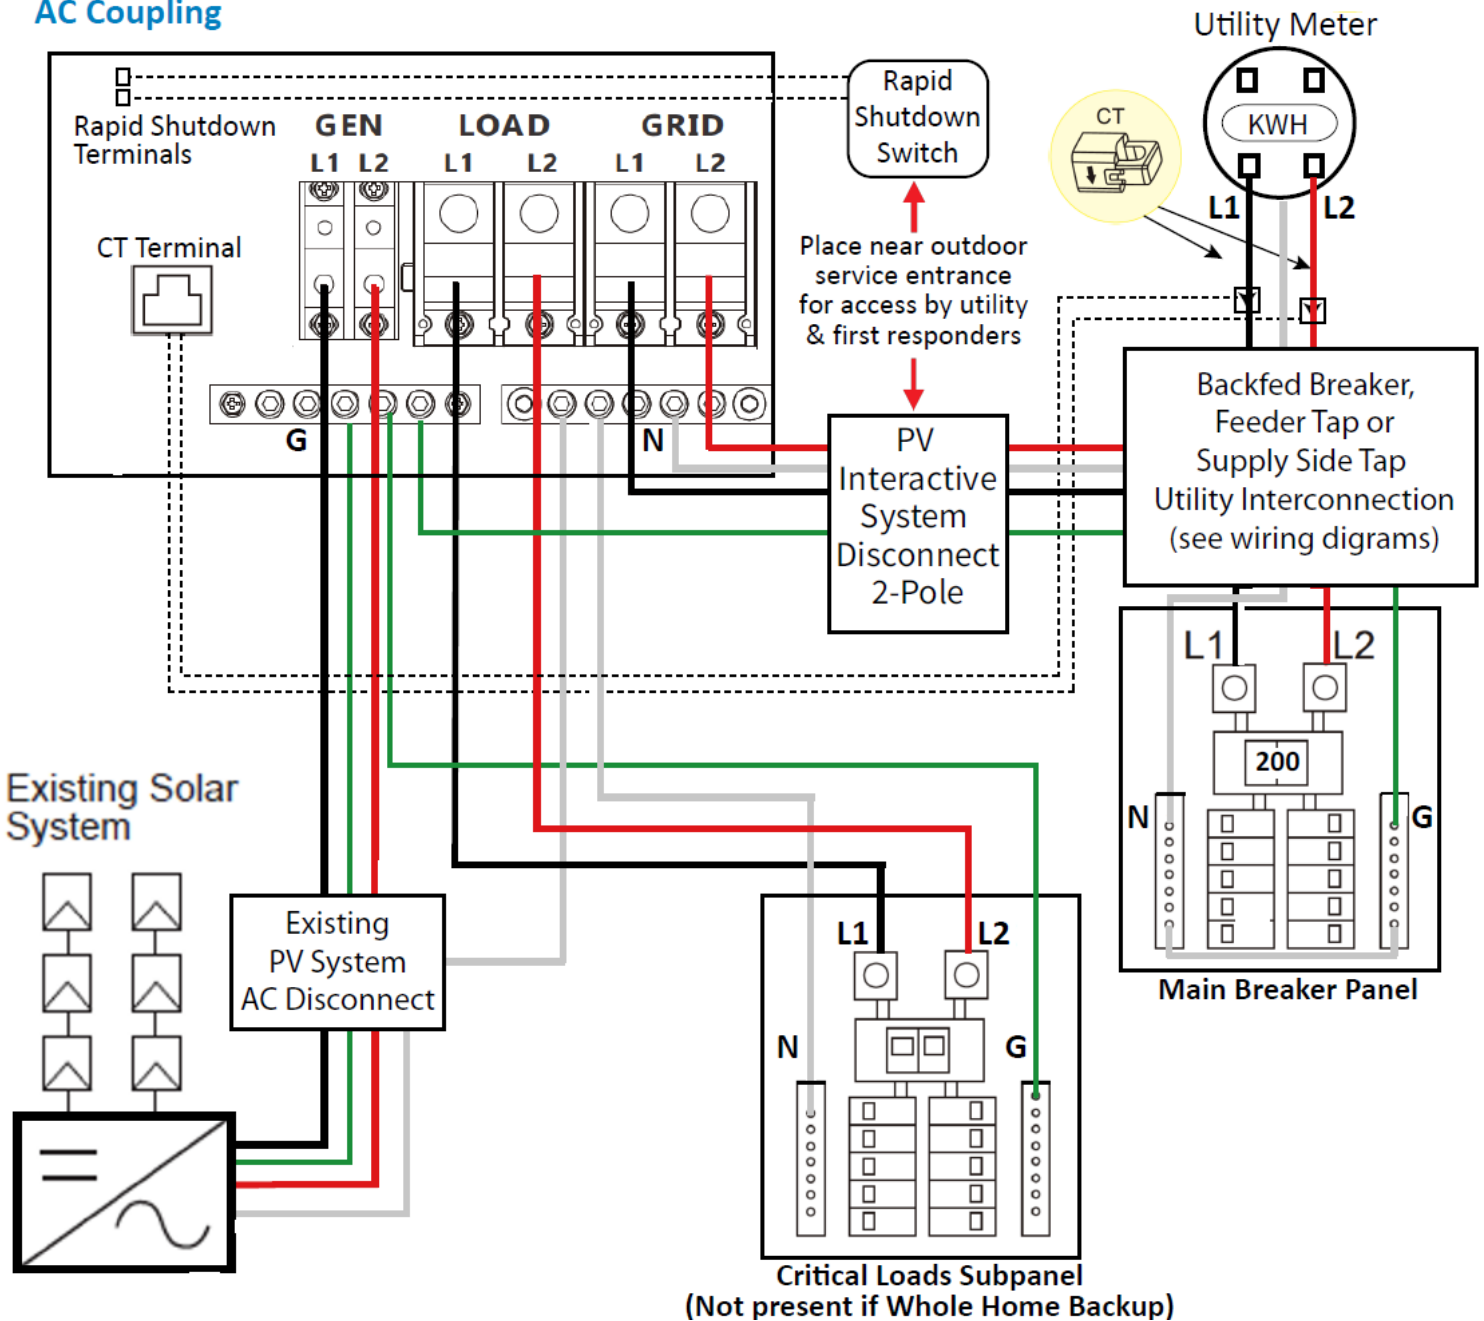 AC Coupling
Utility Meter
Rapid Shutdown
Terminals
GEN
LOAD
GRID
L1 L2
L1
L2
L1
L2
Rapid
Shutdown
Switch
CT
KWH
L1
L2
CT Terminal
Place near outdoor
service entrance
for access by utility
& first responders
G
N
PV
Interactive
System
Disconnect
2-Pole
Backfed Breaker,
Feeder Tap or
Supply Side Tap
Utility Interconnection
(see wiring digrams)
L1
L2
200
N
G
Main Breaker Panel
Existing Solar
System
Existing
PV System
AC Disconnect
L1
L2
N
G
Critical Loads Subpanel
(Not present if Whole Home Backup)